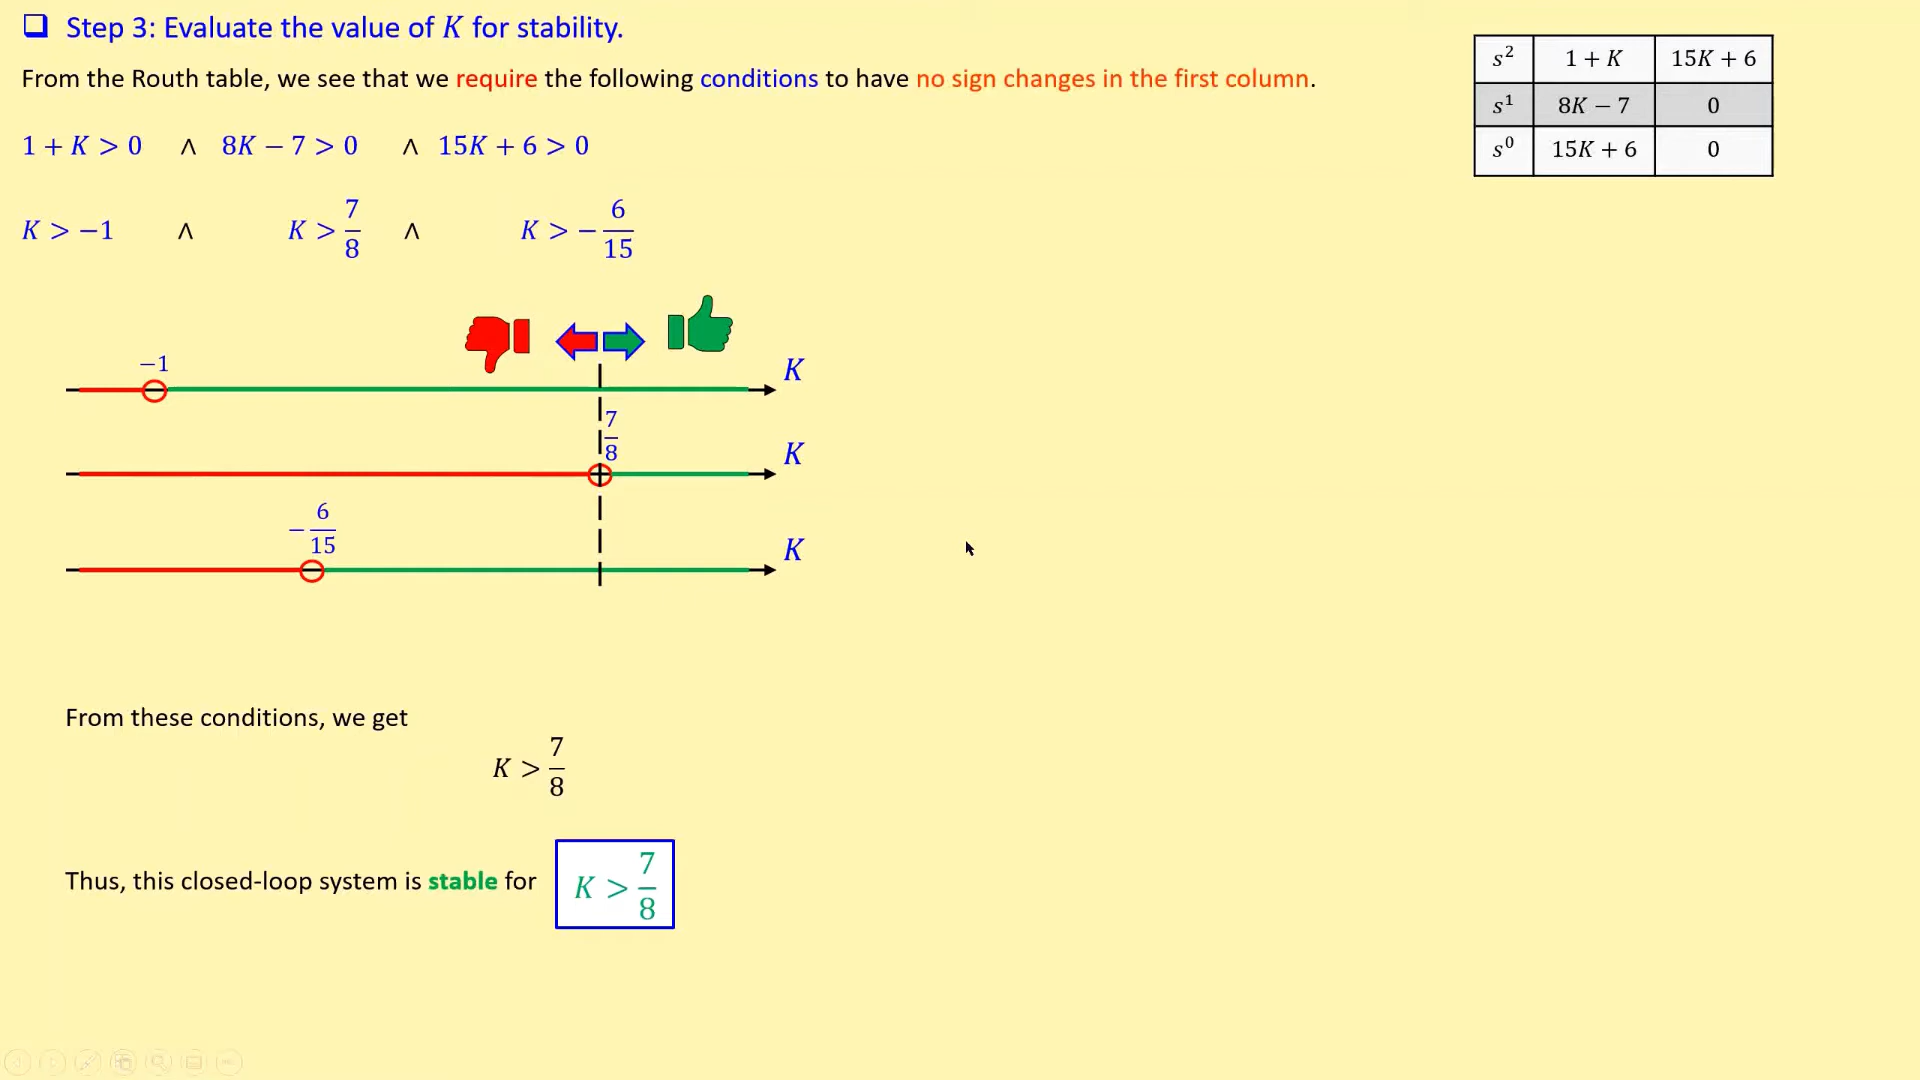 ❑ Step 3: Evaluate the value of K for stability.
From the Routh table, we see that we require the following conditions to have no sign changes in the first column.
s² 1 + K 15K + 6
s¹ 8K − 7 0
s⁰ 15K + 6 0
1 + K > 0 ∧ 8K − 7 > 0 ∧ 15K + 6 > 0
K > −1 ∧ K > 7/8 ∧ K > − 6/15
−1 K
7/8 K
− 6/15 K
From these conditions, we get
K > 7/8
Thus, this closed-loop system is stable for K > 7/8